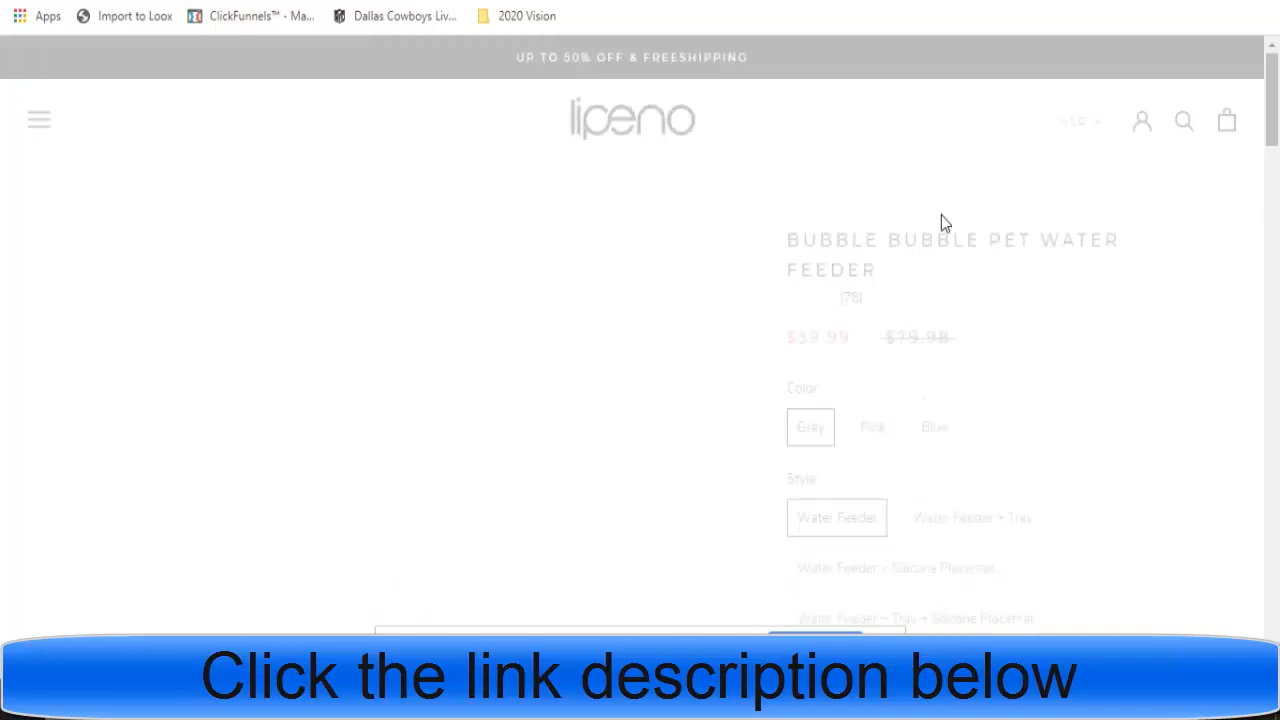 Apps Import to Loox ClickFunnels™ - Ma... Dallas Cowboys Liv... 2020 Vision
UP TO 50% OFF & FREESHIPPING
lipeno
USD
BUBBLE BUBBLE PET WATER
FEEDER
(78)
$39.99 $79.98
Color
Gray Pink Blue
Style
Water Feeder Water Feeder + Tray
Water Feeder + Silicone Placemat
Water Feeder + Tray + Silicone Placemat
Click the link description below